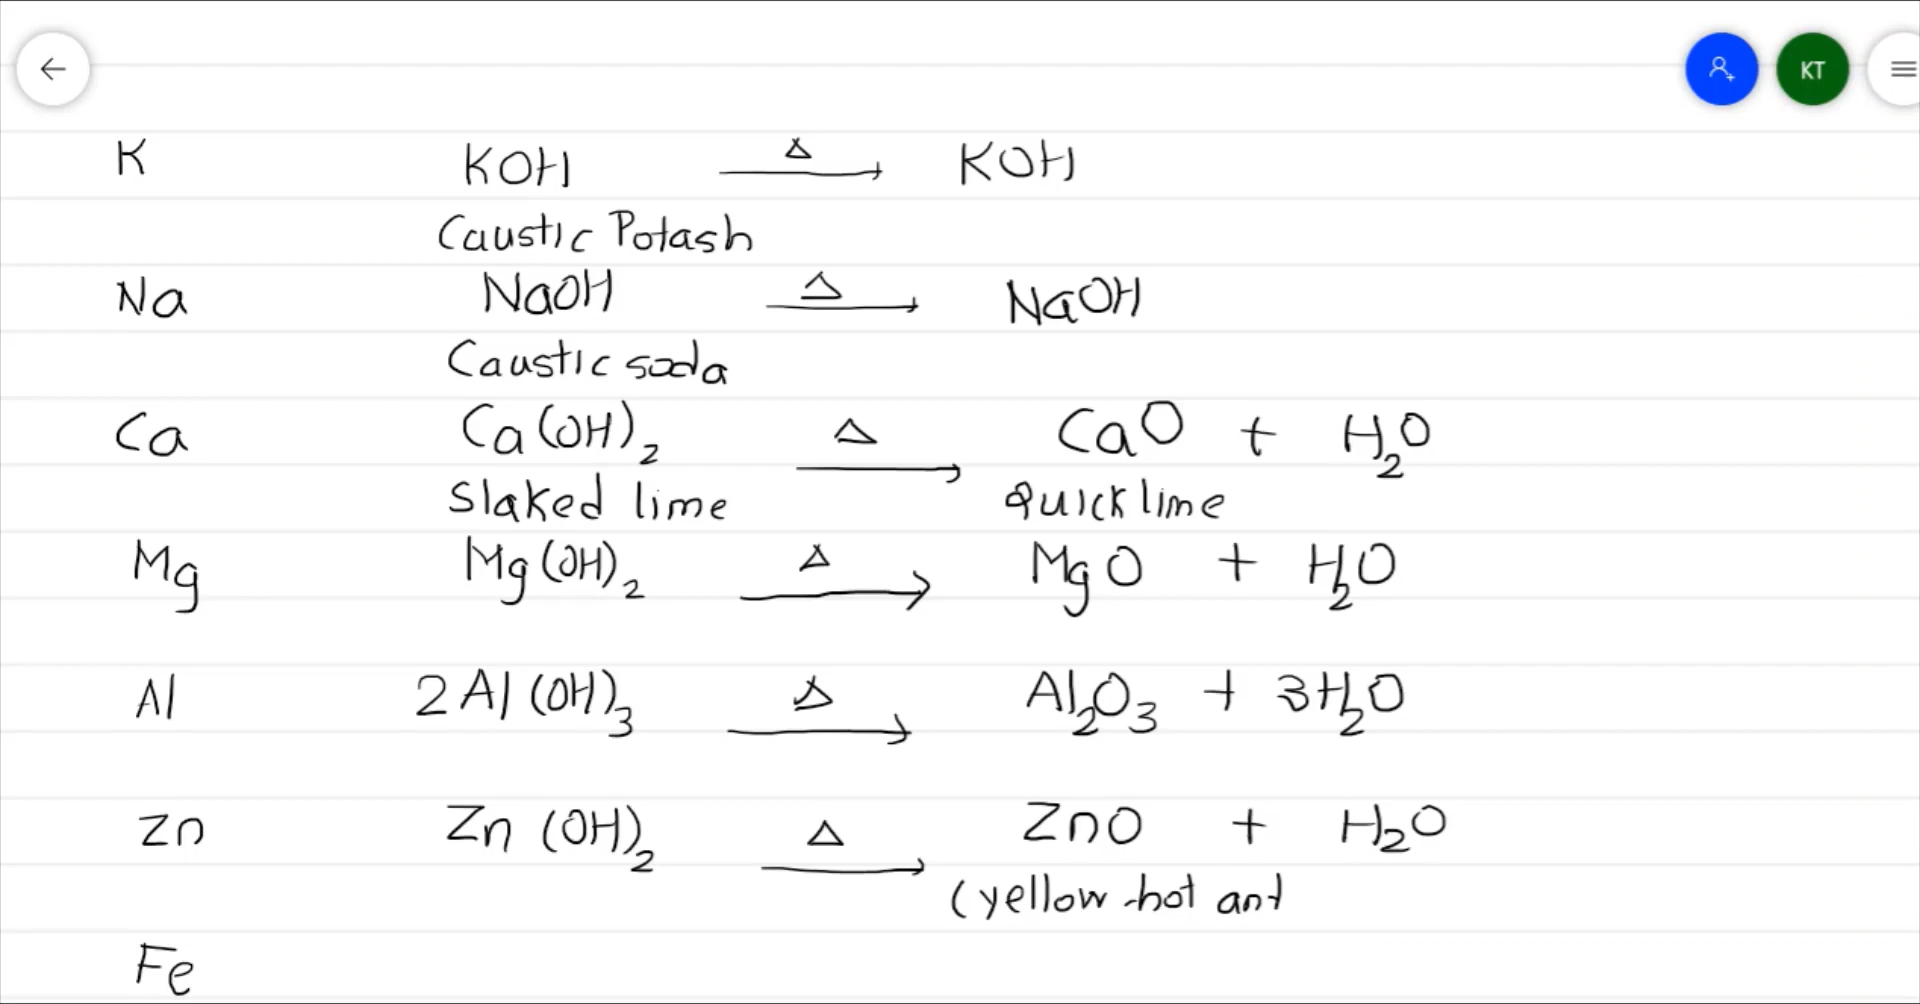 KT
K KOH Δ→ KOH
Caustic Potash
Na NaOH Δ→ NaOH
Caustic soda
Ca Ca(OH)₂ Δ→ CaO + H₂O
Slaked lime Quick lime
Mg Mg(OH)₂ Δ→ MgO + H₂O
Al 2Al(OH)₃ Δ→ Al₂O₃ + 3H₂O
Zn Zn(OH)₂ Δ→ ZnO + H₂O
(yellow-hot and
Fe